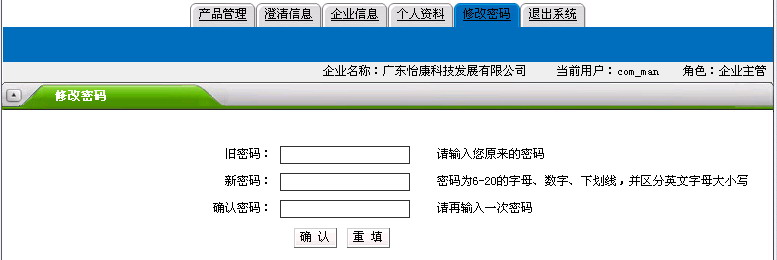 产品管理 澄清信息 企业信息 个人资料 修改密码 退出系统
企业名称：广东怡康科技发展有限公司 当前用户：com_man 角色：企业主管
修改密码
旧密码： 请输入您原来的密码
新密码： 密码为6-20的字母、数字、下划线，并区分英文字母大小写
确认密码： 请再输入一次密码
确 认 重 填